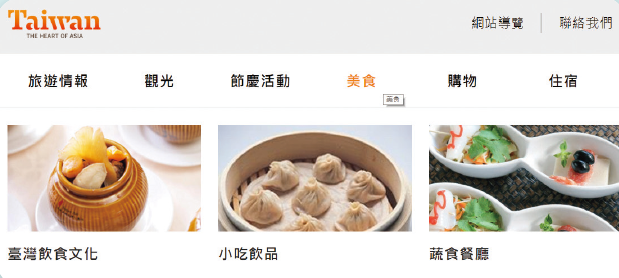 Taiwan
THE HEART OF ASIA
網站導覽 聯絡我們
旅遊情報 觀光 節慶活動 美食 購物 住宿
美食
臺灣飲食文化 小吃飲品 蔬食餐廳